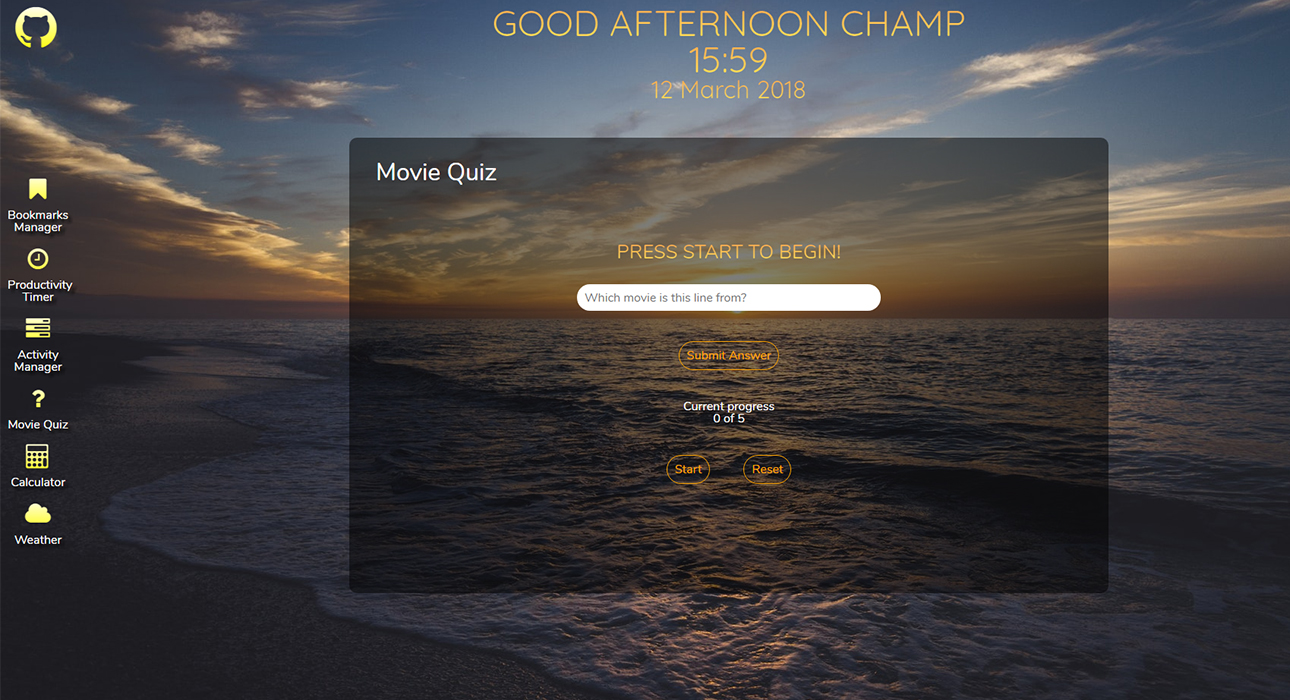 GOOD AFTERNOON CHAMP
15:59
12 March 2018
Bookmarks
Manager
Productivity
Timer
Activity
Manager
?
Movie Quiz
Calculator
Weather
Movie Quiz
PRESS START TO BEGIN!
Which movie is this line from?
Submit Answer
Current progress
0 of 5
Start
Reset